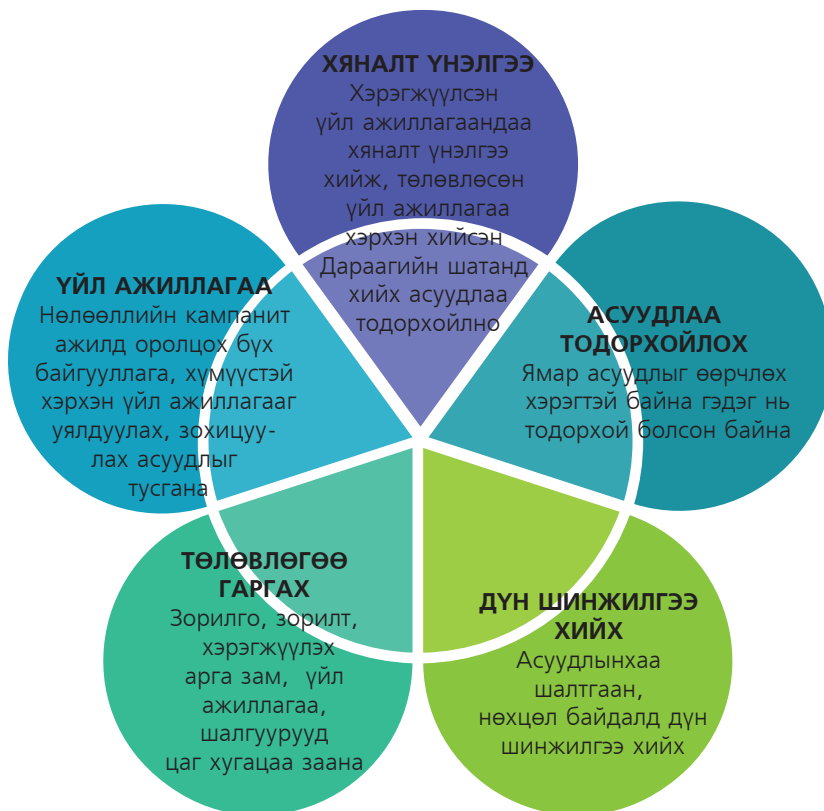 ХЯНАЛТ ҮНЭЛГЭЭ
Хэрэгжүүлсэн
үйл ажиллагаандаа
хяналт үнэлгээ
хийж, төлөвлөсөн
үйл ажиллагаа
хэрхэн хийсэн
Дараагийн шатанд
хийх асуудлаа
тодорхойлно
АСУУДЛАА
ТОДОРХОЙЛОХ
Ямар асуудлыг өөрчлөх
хэрэгтэй байна гэдэг нь
тодорхой болсон байна
ДҮН ШИНЖИЛГЭЭ
ХИЙХ
Асуудлынхаа
шалтгаан,
нөхцөл байдалд дүн
шинжилгээ хийх
ТӨЛӨВЛӨГӨӨ
ГАРГАХ
Зорилго, зорилт,
хэрэгжүүлэх
арга зам, үйл
ажиллагаа,
шалгуурууд
цаг хугацаа заана
ҮЙЛ АЖИЛЛАГАА
Нөлөөллийн кампанит
ажилд оролцох бүх
байгууллага, хүмүүстэй
хэрхэн үйл ажиллагааг
уялдуулах, зохицуу-
лах асуудлыг
тусгана